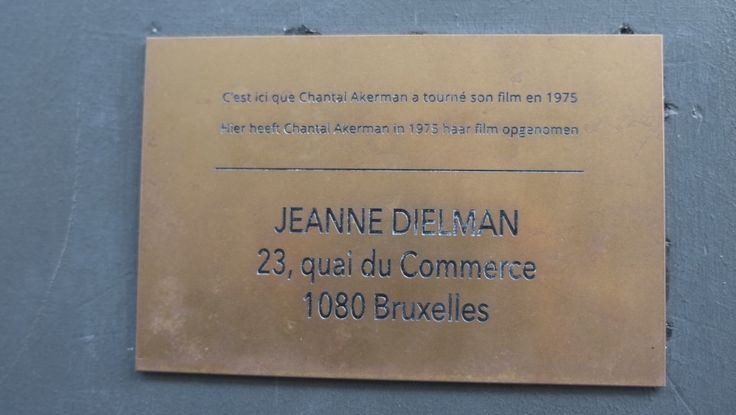 C'est ici que Chantal Akerman a tourné son film en 1975
Hier heeft Chantal Akerman in 1975 haar film opgenomen
JEANNE DIELMAN
23, quai du Commerce
1080 Bruxelles